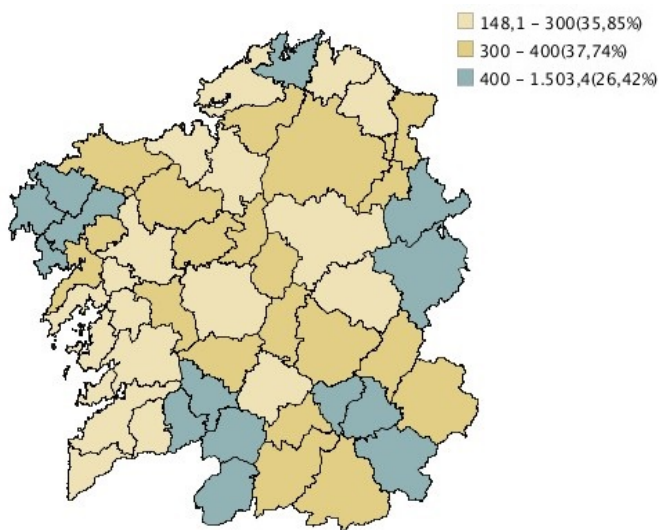 148,1 – 300(35,85%)
300 – 400(37,74%)
400 – 1.503,4(26,42%)